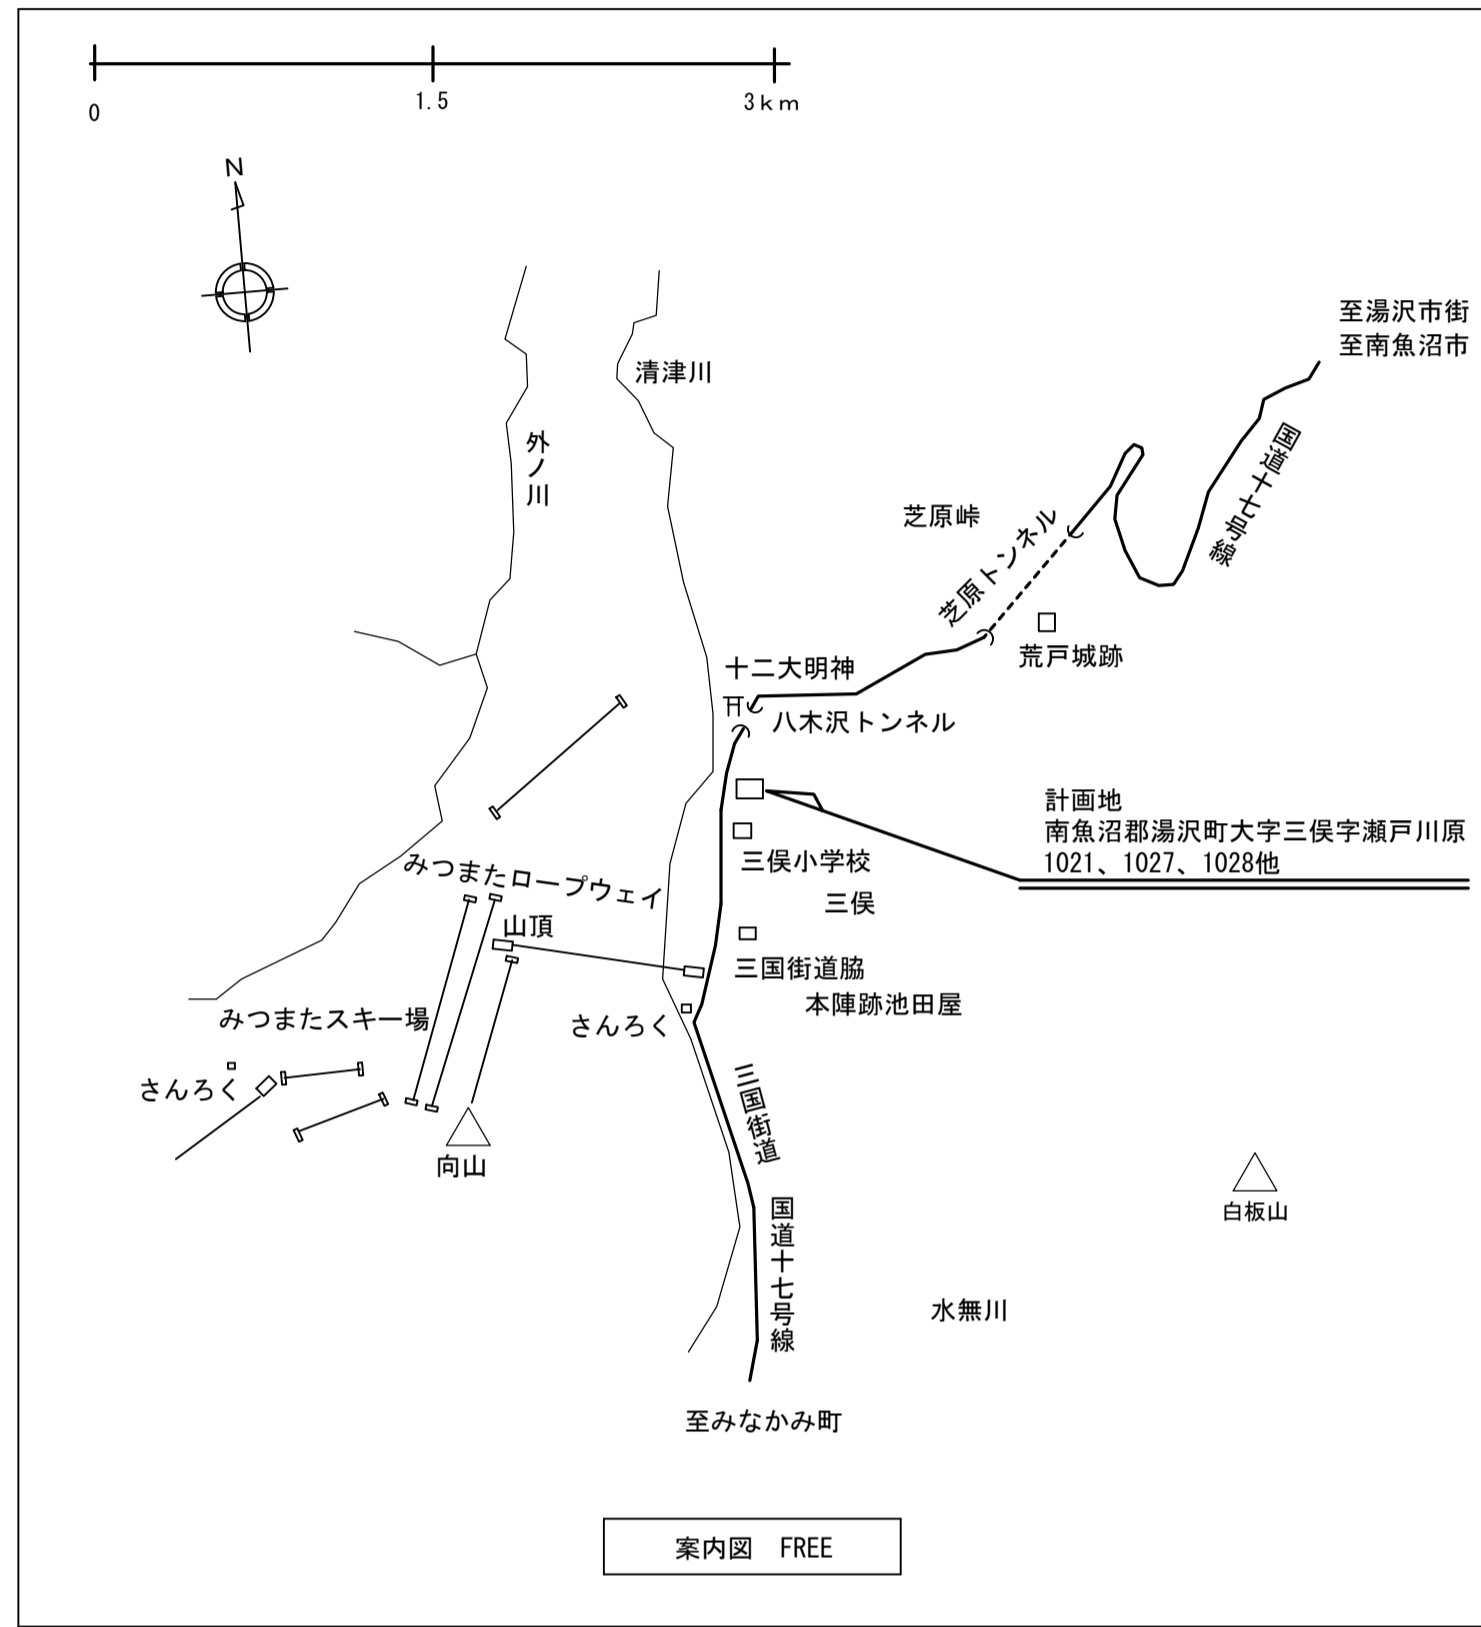 0
1.5
3km
N
至湯沢市街
至南魚沼市
清津川
外ノ川
国道十七号線
芝原峠
芝原トンネル
荒戸城跡
十二大明神
八木沢トンネル
計画地
南魚沼郡湯沢町大字三俣字瀬戸川原
1021、1027、1028他
三俣小学校
みつまたロープウェイ
三俣
山頂
三国街道脇
本陣跡池田屋
みつまたスキー場
さんろく
さんろく
三国街道
向山
白板山
国道十七号線
水無川
至みなかみ町
案内図 FREE